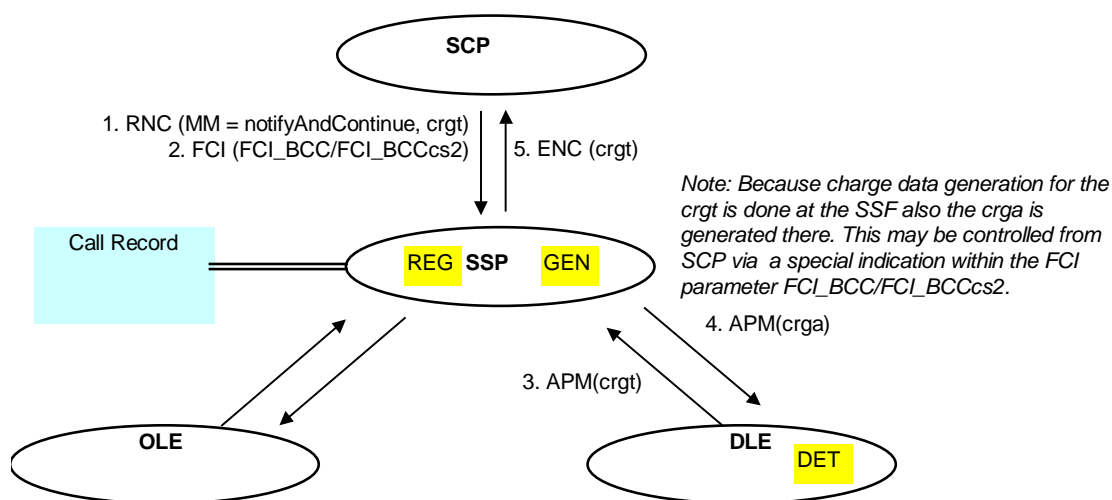 SCP
1. RNC (MM = notifyAndContinue, crgt)
2. FCI (FCI_BCC/FCI_BCCcs2)
5. ENC (crgt)
Note: Because charge data generation for the
crgt is done at the SSF also the crga is
generated there. This may be controlled from
SCP via a special indication within the FCI
parameter FCI_BCC/FCI_BCCcs2.
Call Record
REG SSP GEN
4. APM(crga)
3. APM(crgt)
OLE
DLE
DET